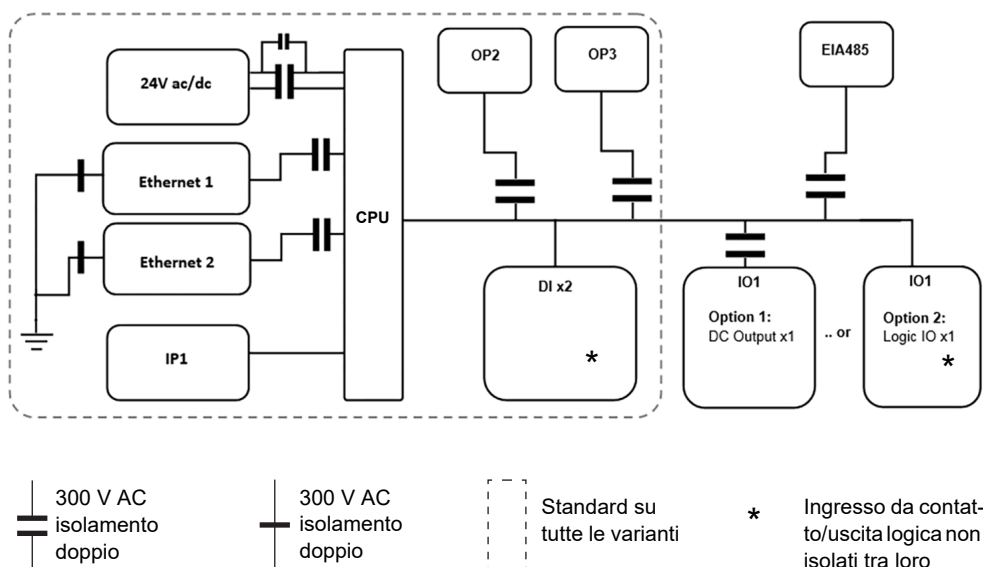 OP2
OP3
EIA485
24V ac/dc
Ethernet 1
CPU
Ethernet 2
IP1
DI x2
*
IO1
Option 1:
DC Output x1
.. or
IO1
Option 2:
Logic IO x1
*
300 V AC
isolamento
doppio
300 V AC
isolamento
doppio
Standard su
tutte le varianti
*
Ingresso da contat-
to/uscita logica non
isolati tra loro